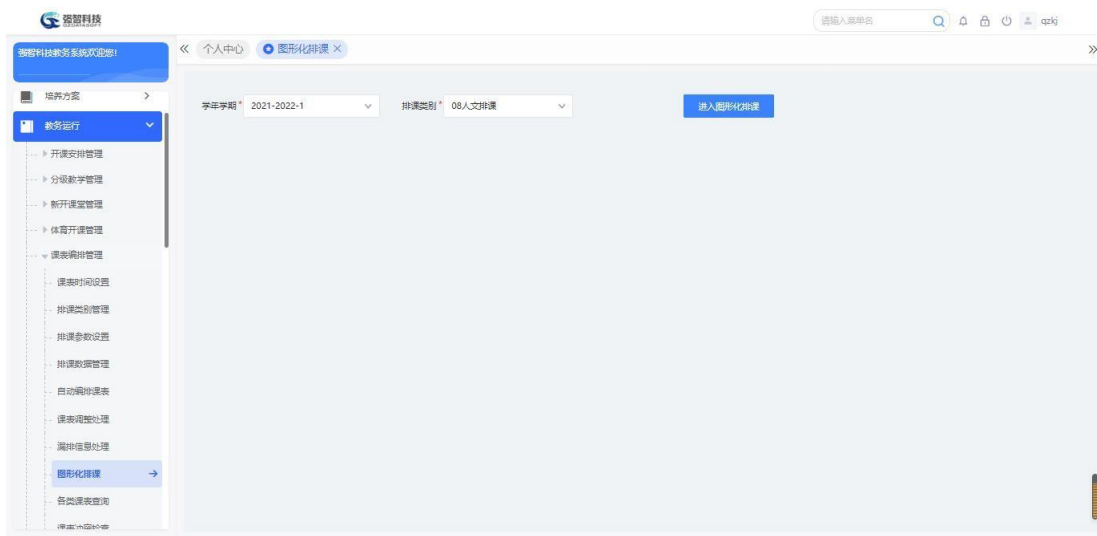 强智科技
QZDATASOFT
请输入菜单名
qzkj
强智科技教务系统欢迎您!
个人中心
图形化排课
培养方案
教务运行
开课安排管理
分级教学管理
新开课堂管理
体育开课管理
课表编排管理
课表时间设置
排课类别管理
排课参数设置
排课数据管理
自动编排课表
课表调整处理
漏排信息处理
图形化排课
各类课表查询
课表冲突检查
学年学期* 2021-2022-1 排课类别* 08人文排课 进入图形化排课